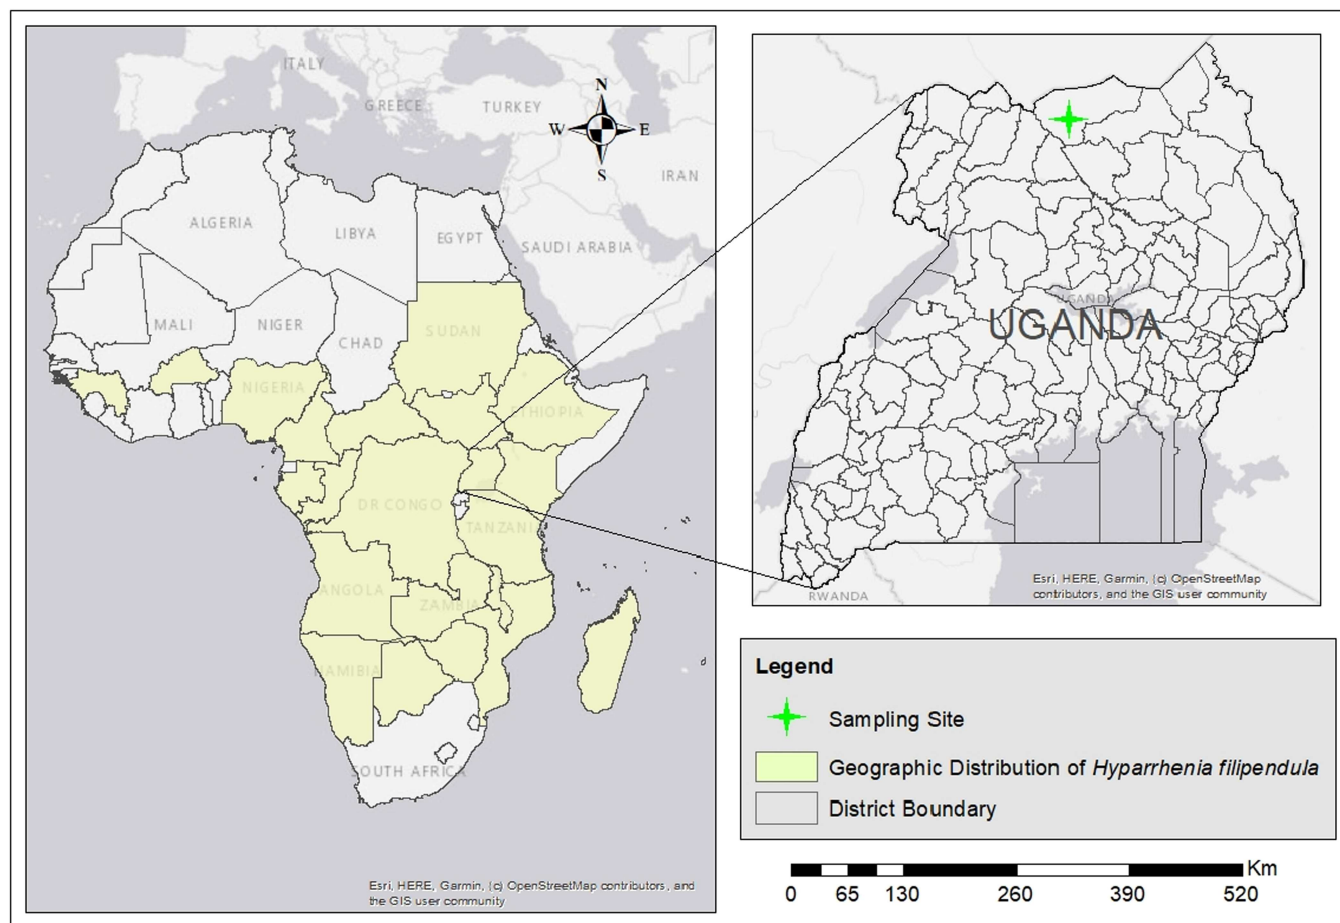 ITALY
GREECE
TURKEY
N
W
E
S
IRAN
ALGERIA
LIBYA
EGYPT
SAUDI ARABIA
MALI
NIGER
CHAD
SUDAN
NIGERIA
ETHIOPIA
DR CONGO
TANZANIA
ANGOLA
ZAMBIA
NAMIBIA
SOUTH AFRICA
Esri, HERE, Garmin, (c) OpenStreetMap contributors, and
the GIS user community
UGANDA
UGANDA
RWANDA
Esri, HERE, Garmin, (c) OpenStreetMap
contributors, and the GIS user community
Legend
Sampling Site
Geographic Distribution of Hyparrhenia filipendula
District Boundary
Km
0 65 130 260 390 520